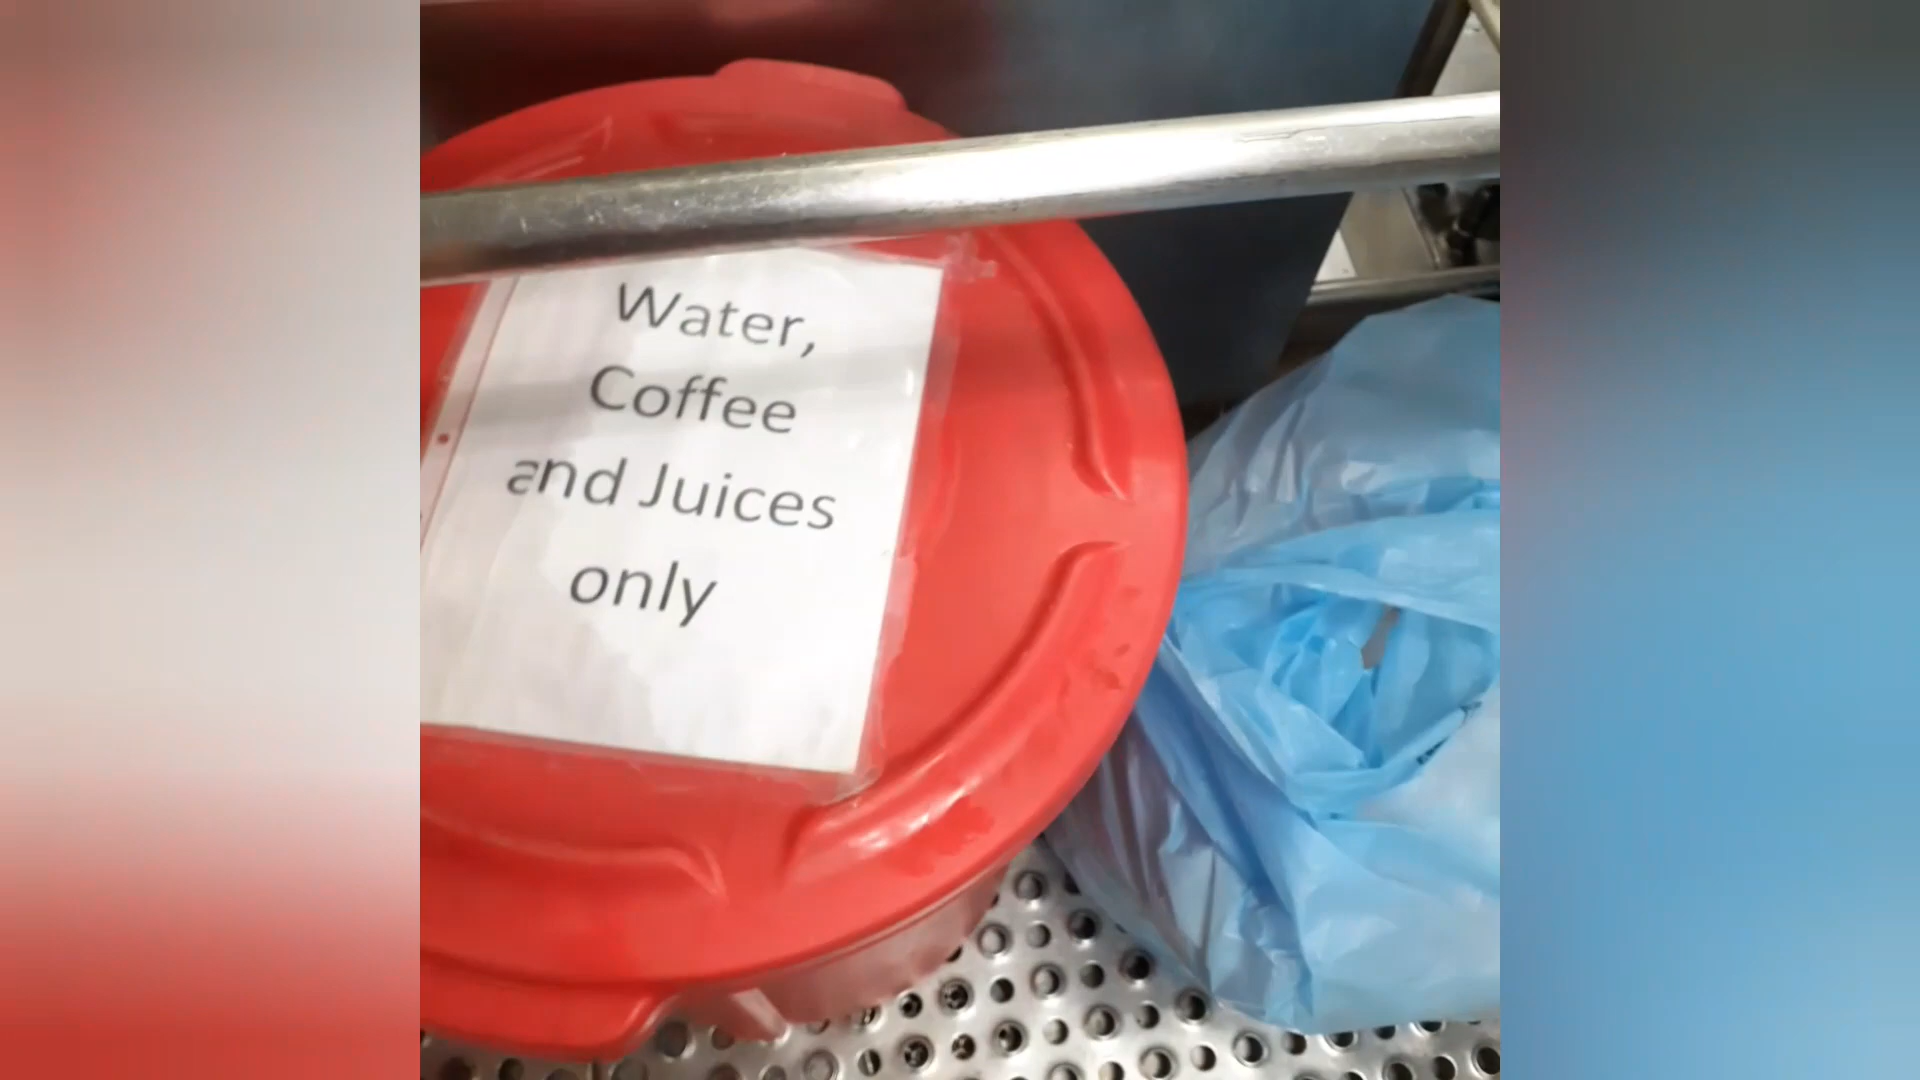 Water,
Coffee
and Juices
only